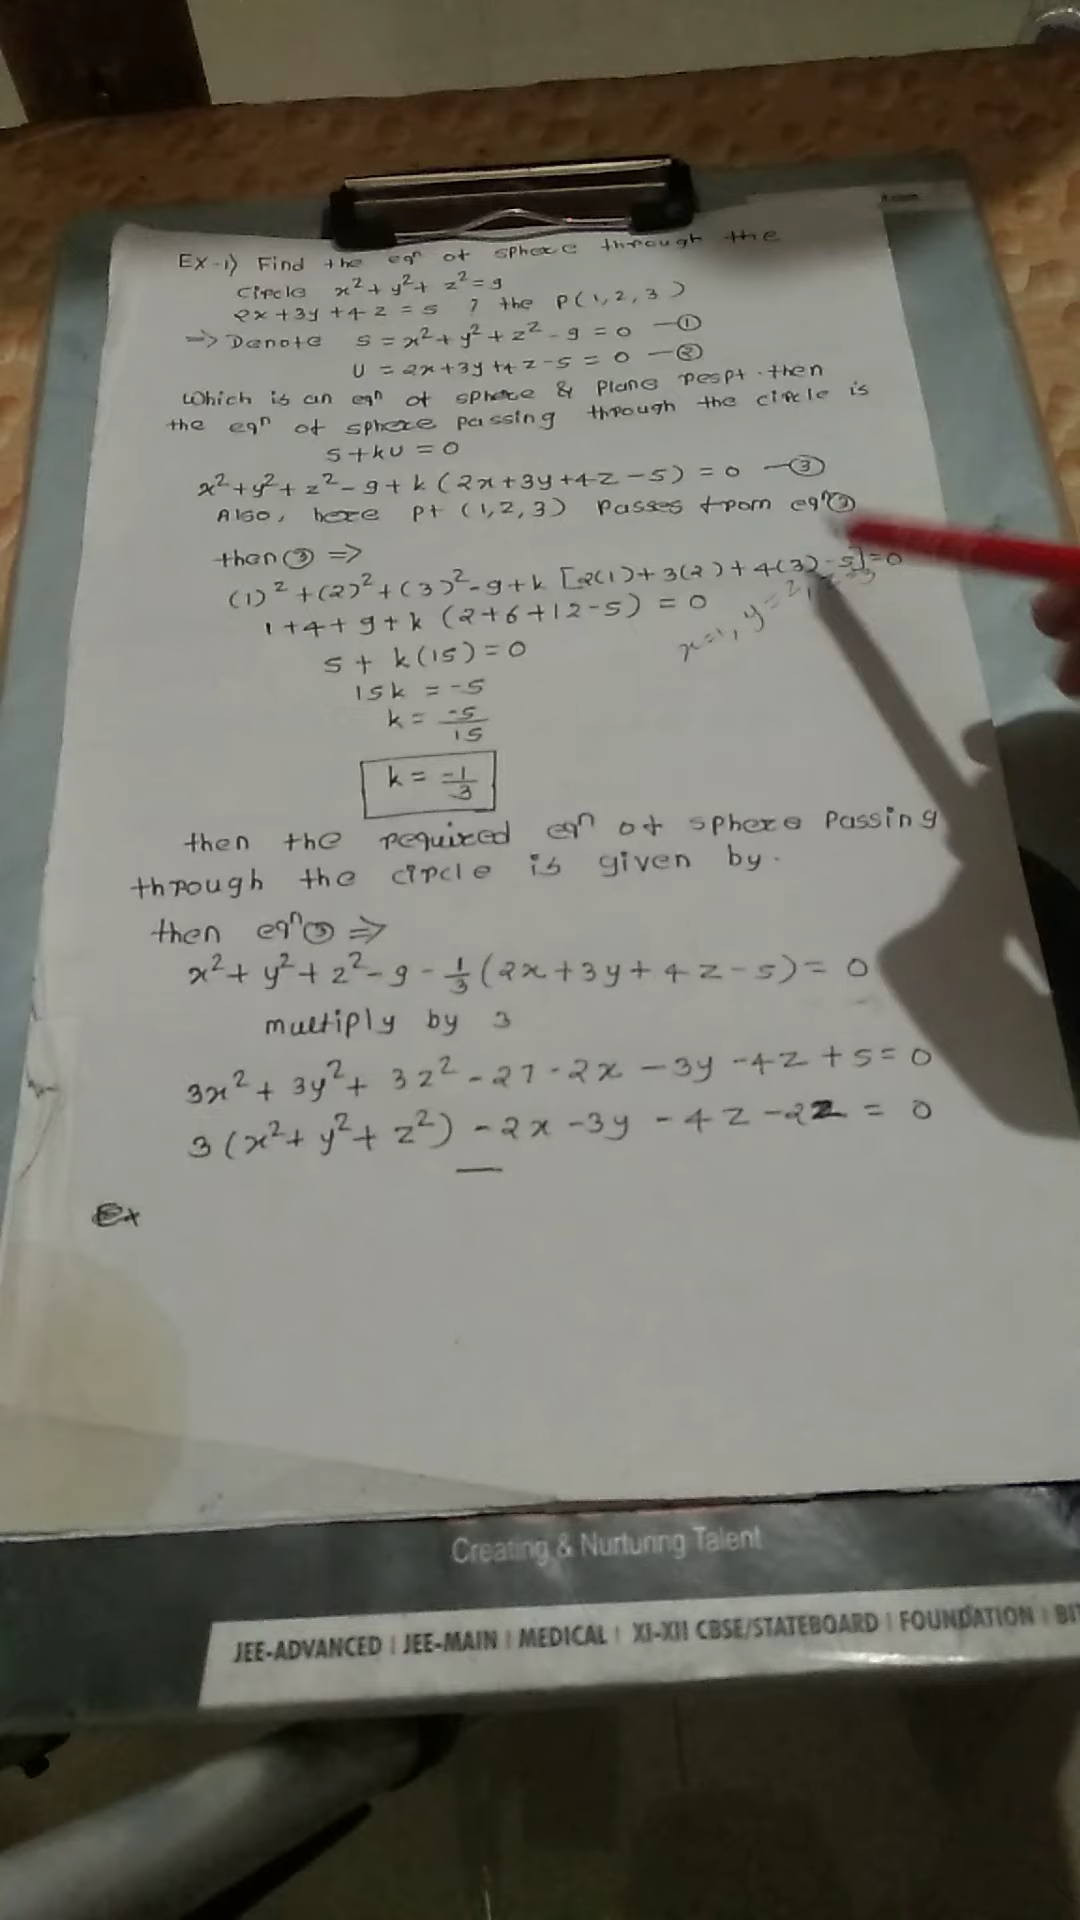 Ex-1) Find the eqn of sphere through the
circle x² + y² + z² = 9
2x + 3y + 4z = 5 ; the P(1, 2, 3)
=> Denote S = x² + y² + z² - 9 = 0 —①
U = 2x + 3y + 4z - 5 = 0 —②
Which is an eqn of sphere & plane respt. then
the eqn of sphere passing through the circle is
S + kU = 0
x² + y² + z² - 9 + k (2x + 3y + 4z - 5) = 0 —③
Also, here pt (1, 2, 3) passes from eqn③
then ③ =>
(1)² + (2)² + (3)² - 9 + k [2(1) + 3(2) + 4(3) - 5] = 0
1 + 4 + 9 + k (2 + 6 + 12 - 5) = 0
x = 1, y = 2, z = 3
5 + k(15) = 0
15k = -5
k = -5/15
k = -1/3
then the required eqn of sphere passing
through the circle is given by.
then eqn③ =>
x² + y² + z² - 9 - 1/3 (2x + 3y + 4z - 5) = 0
multiply by 3
3x² + 3y² + 3z² - 27 - 2x - 3y - 4z + 5 = 0
3(x² + y² + z²) - 2x - 3y - 4z - 22 = 0
Ex
Creating & Nurturing Talent
JEE-ADVANCED | JEE-MAIN | MEDICAL | XI-XII CBSE/STATEBOARD | FOUNDATION | BIT